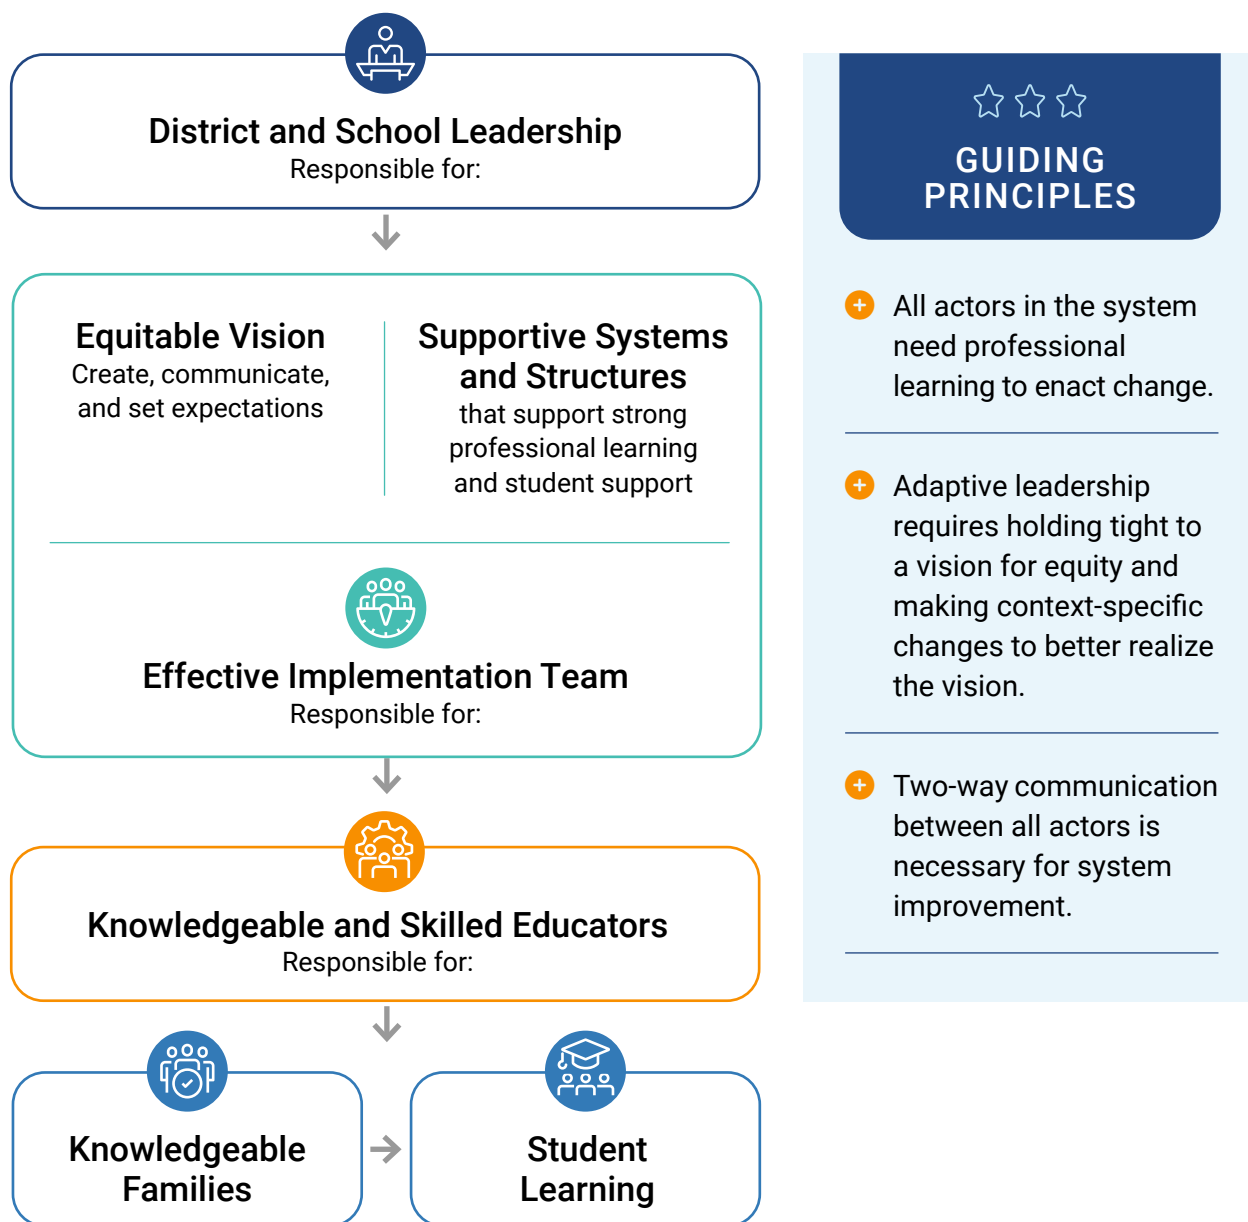 District and School Leadership
Responsible for:
Equitable Vision
Create, communicate,
and set expectations
Supportive Systems
and Structures
that support strong
professional learning
and student support
Effective Implementation Team
Responsible for:
Knowledgeable and Skilled Educators
Responsible for:
Knowledgeable
Families
Student
Learning
GUIDING
PRINCIPLES
All actors in the system
need professional
learning to enact change.
Adaptive leadership
requires holding tight to
a vision for equity and
making context-specific
changes to better realize
the vision.
Two-way communication
between all actors is
necessary for system
improvement.